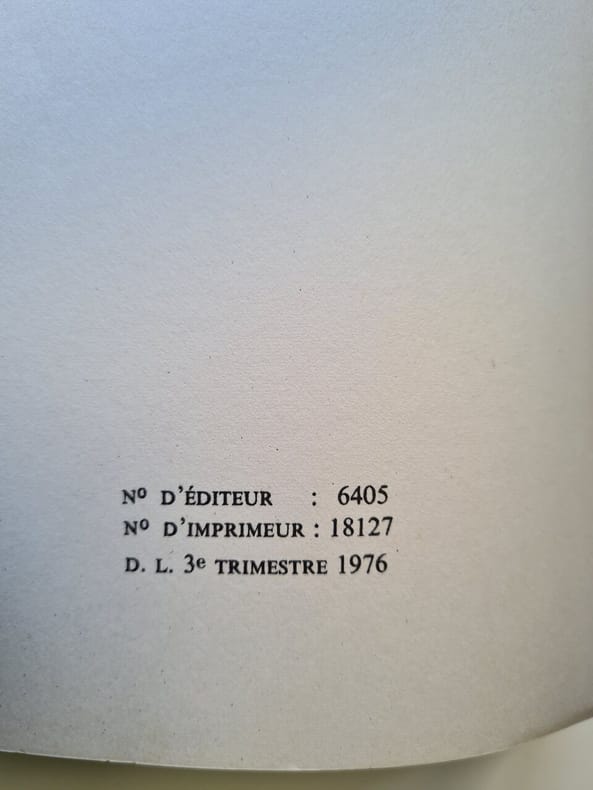 Nº D'ÉDITEUR : 6405
Nº D'IMPRIMEUR : 18127
D. L. 3e TRIMESTRE 1976